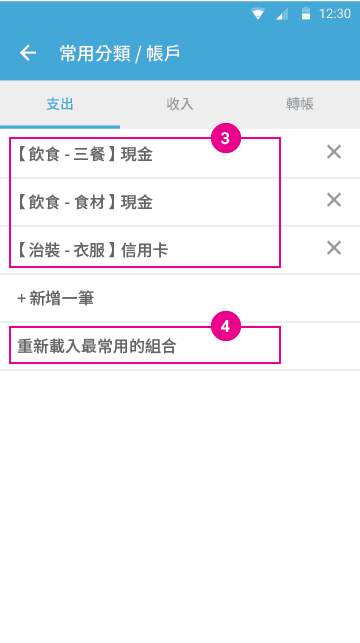 12:30
常用分類 / 帳戶
支出 收入 轉帳
3
【飲食 - 三餐】現金
【飲食 - 食材】現金
【治裝 - 衣服】信用卡
+ 新增一筆
4
重新載入最常用的組合